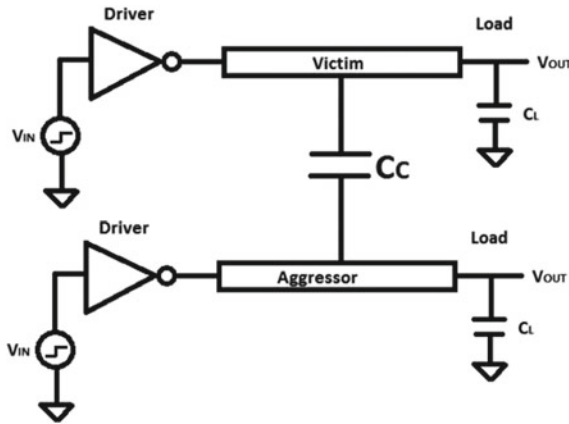 Driver
Load
Victim
VOUT
CL
VIN
CC
Driver
Load
Aggressor
VOUT
CL
VIN